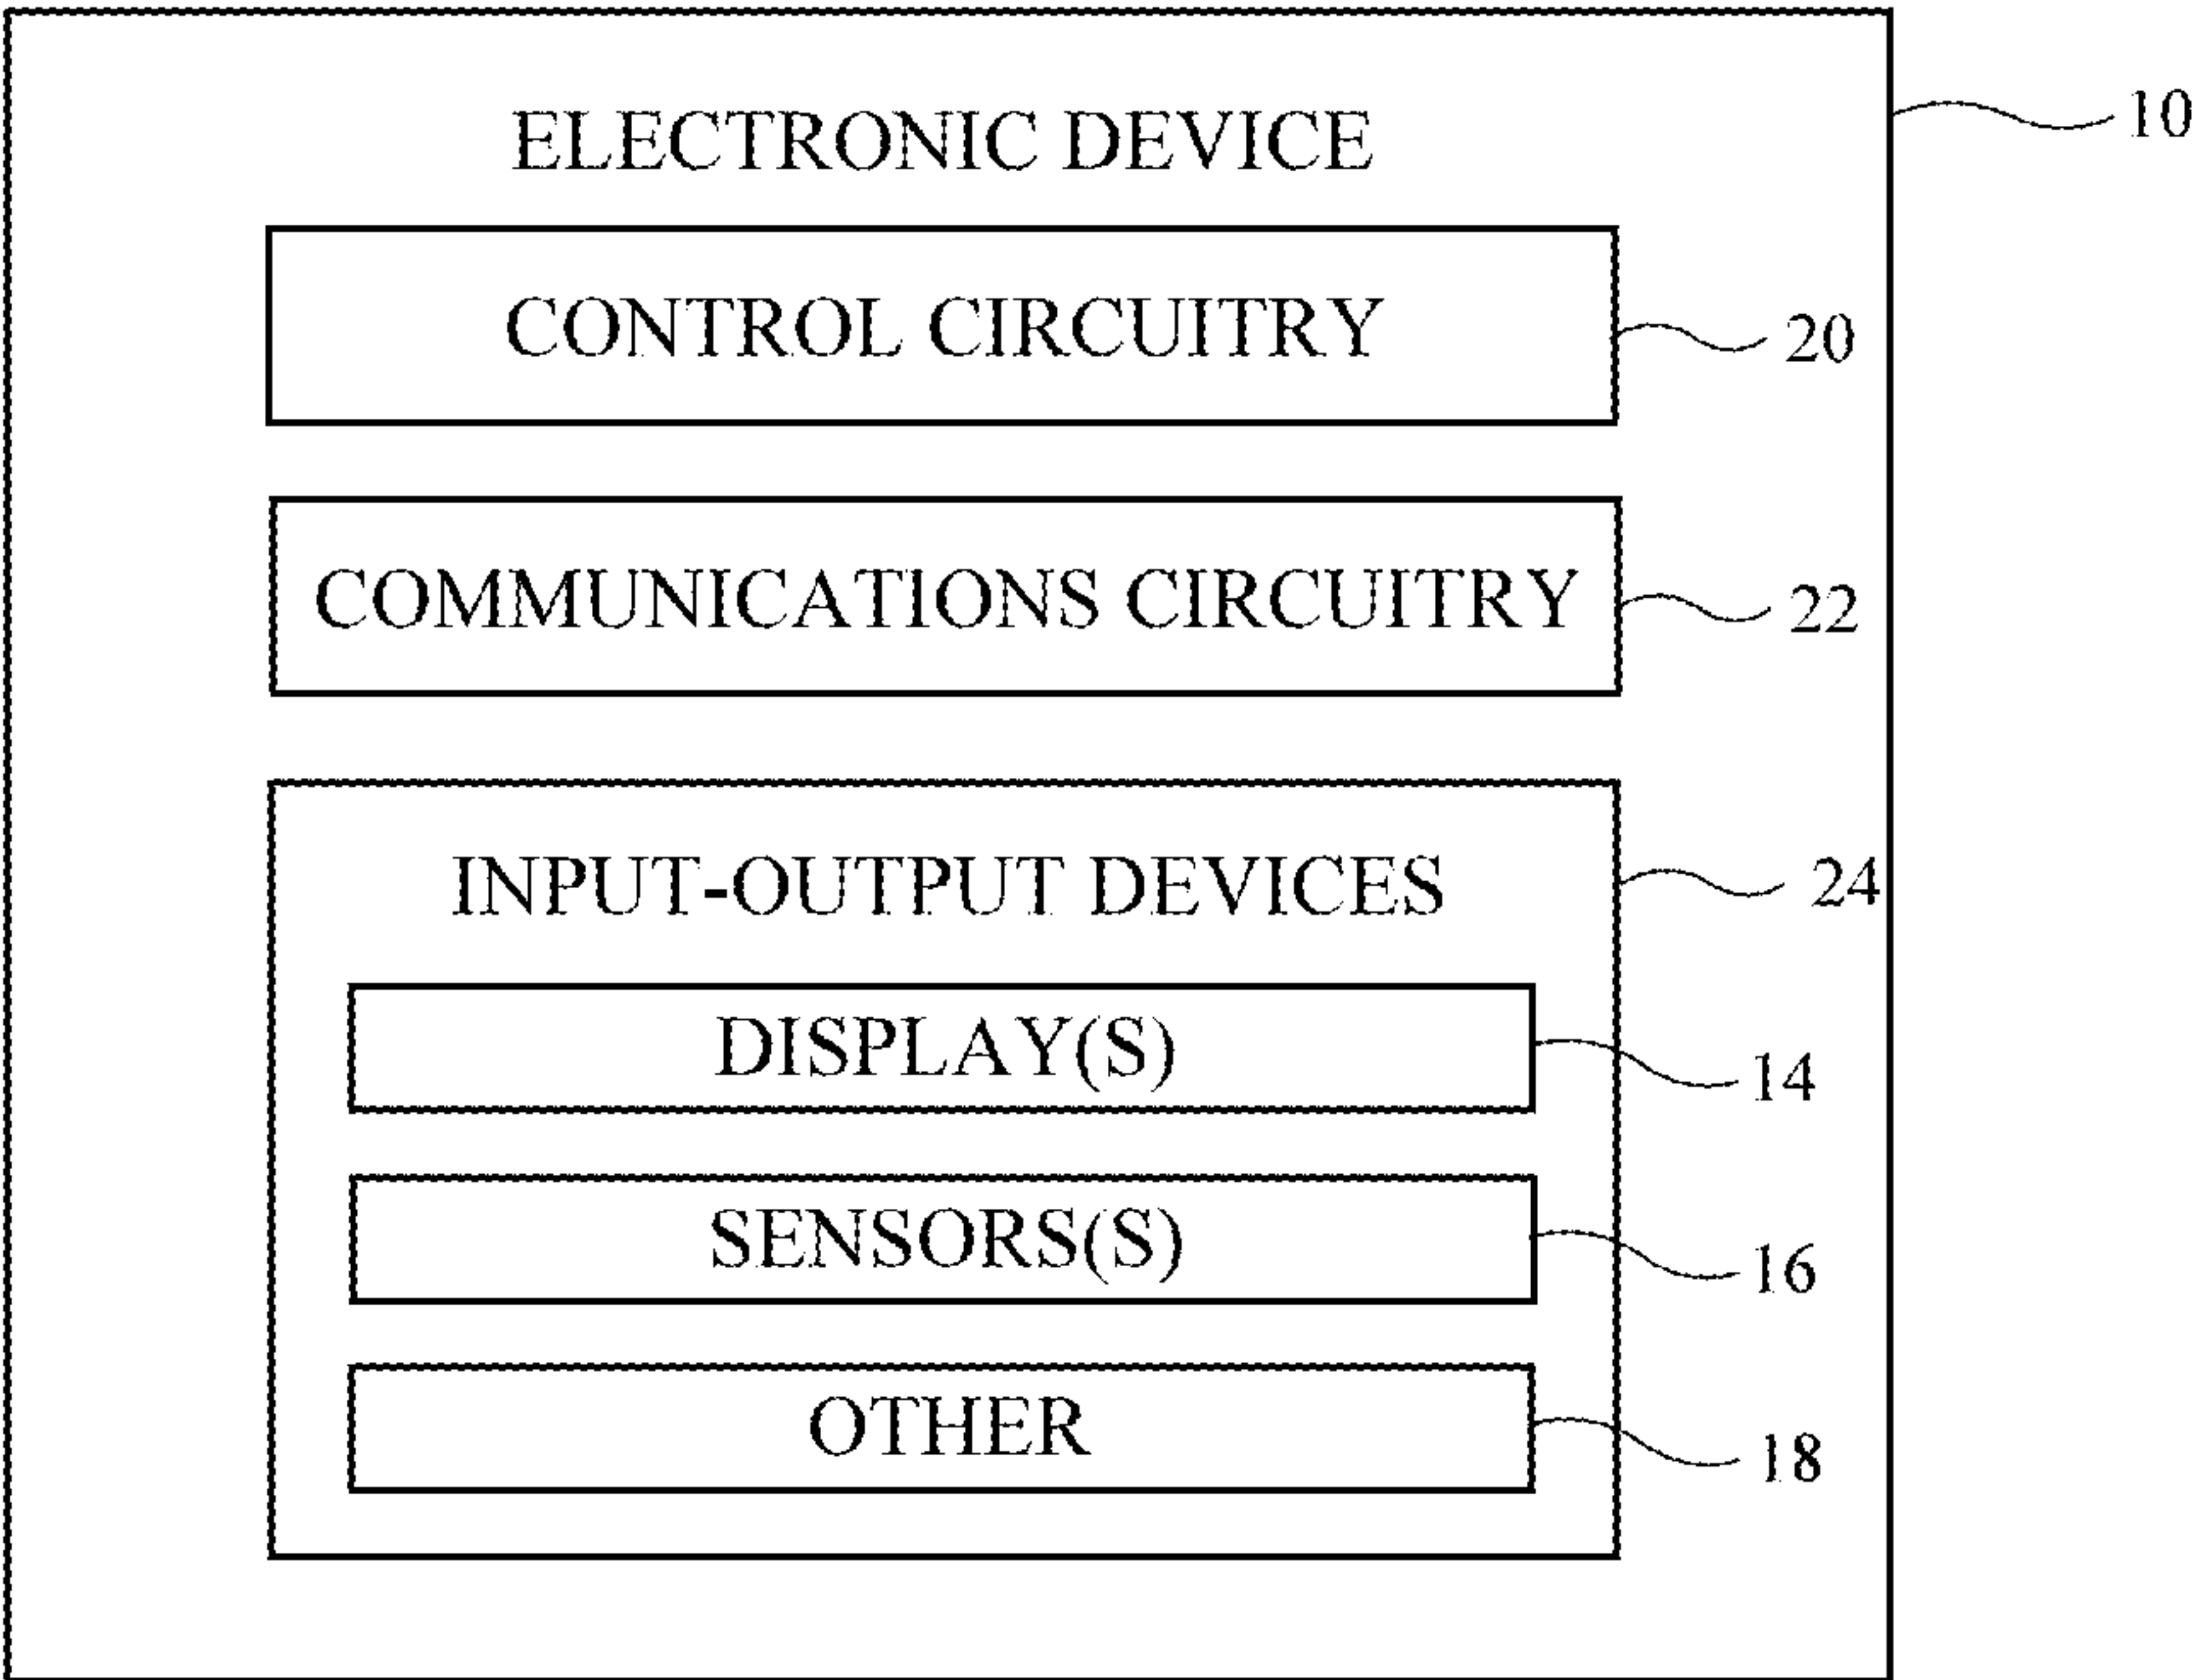 ELECTRONIC DEVICE
10
CONTROL CIRCUITRY
20
COMMUNICATIONS CIRCUITRY
22
INPUT-OUTPUT DEVICES
24
DISPLAY(S)
14
SENSORS(S)
16
OTHER
18